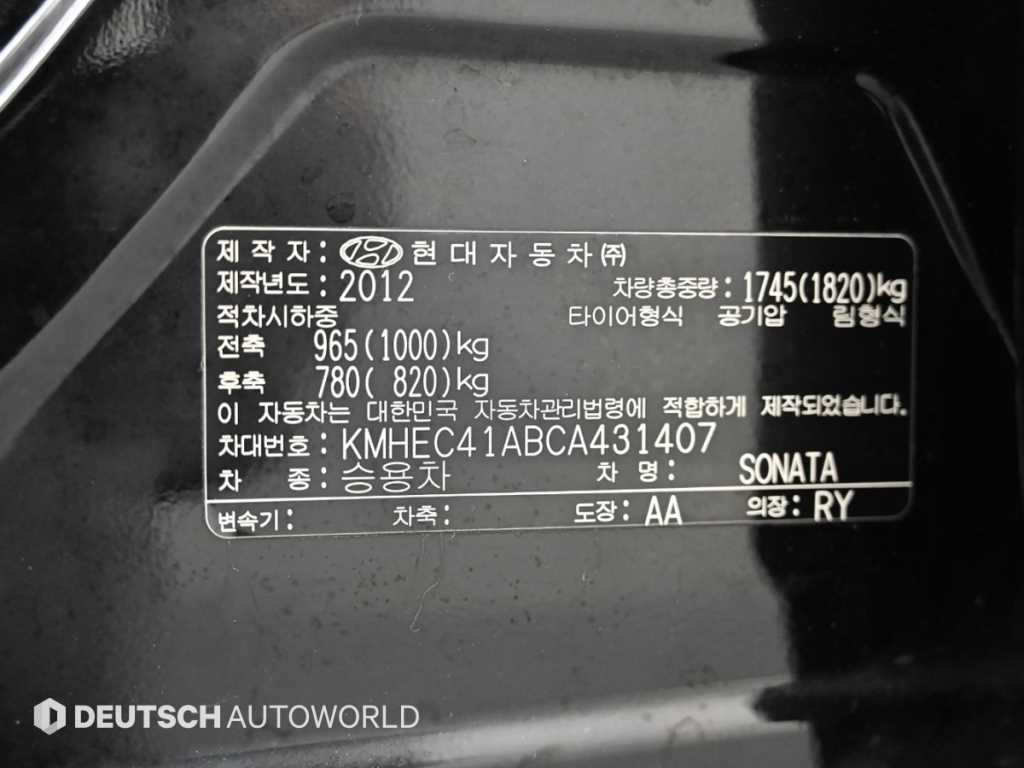 제 작 자 : 현대자동차㈜
제작년도 : 2012 차량총중량 : 1745(1820)kg
적차시하중 타이어형식 공기압 림형식
전축 965(1000)kg
후축 780( 820)kg
이 자동차는 대한민국 자동차관리법령에 적합하게 제작되었습니다.
차대번호 : KMHEC41ABCA431407
차 종 : 승용차 차 명 : SONATA
변속기 : 차축 : 도장 : AA 의장 : RY
DEUTSCH AUTOWORLD